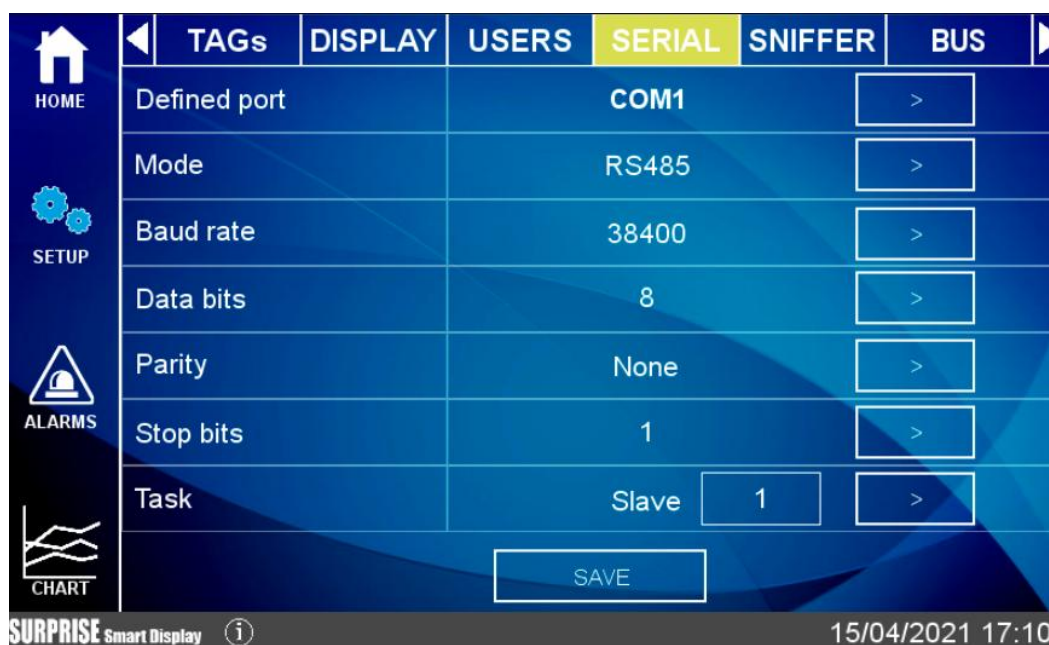 TAGs DISPLAY USERS SERIAL SNIFFER BUS
HOME
Defined port COM1 >
Mode RS485 >
SETUP
Baud rate 38400 >
Data bits 8 >
Parity None >
ALARMS
Stop bits 1 >
Task Slave 1 >
CHART
SAVE
SURPRISE Smart Display i 15/04/2021 17:10